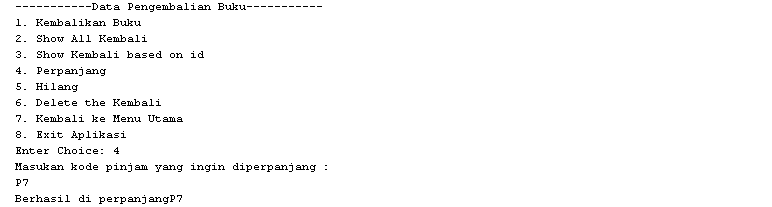 -----------Data Pengembalian Buku-----------
1. Kembalikan Buku
2. Show All Kembali
3. Show Kembali based on id
4. Perpanjang
5. Hilang
6. Delete the Kembali
7. Kembali ke Menu Utama
8. Exit Aplikasi
Enter Choice: 4
Masukan kode pinjam yang ingin diperpanjang :
P7
Berhasil di perpanjangP7